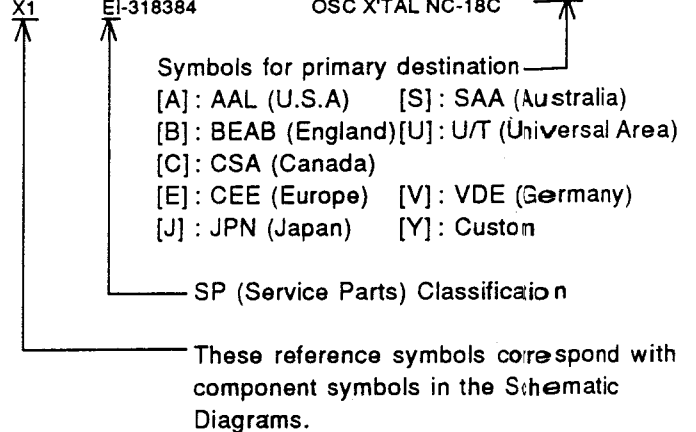 X1 EI-318384 OSC X'TAL NC-18C
Symbols for primary destination
[A] : AAL (U.S.A) [S] : SAA (Australia)
[B] : BEAB (England) [U] : U/T (Universal Area)
[C] : CSA (Canada)
[E] : CEE (Europe) [V] : VDE (Germany)
[J] : JPN (Japan) [Y] : Custom
SP (Service Parts) Classification
These reference symbols correspond with
component symbols in the Schematic
Diagrams.